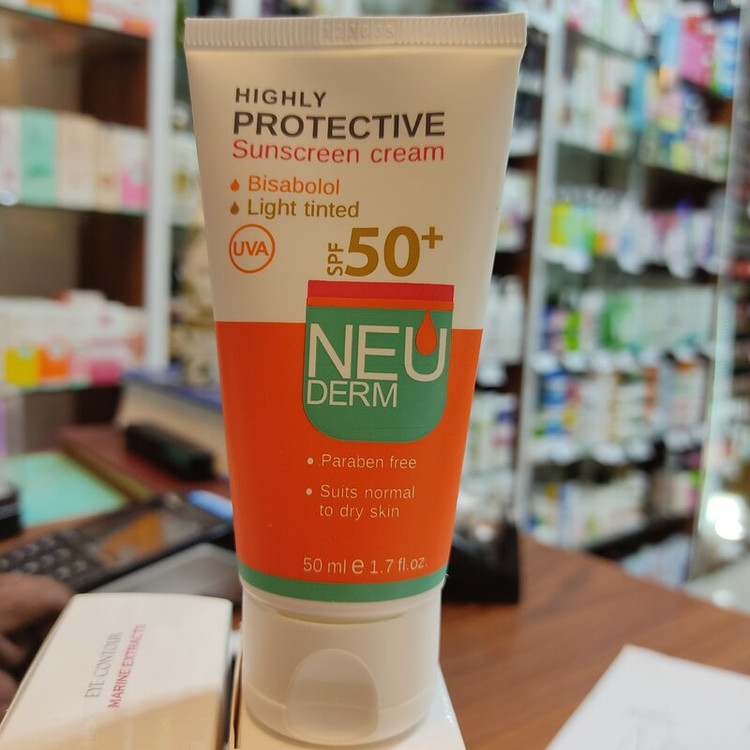 HIGHLY
PROTECTIVE
Sunscreen cream
Bisabolol
Light tinted
UVA
SPF 50+
NEU
DERM
• Paraben free
• Suits normal
to dry skin
50 ml e 1.7 fl.oz.
EYE CONTOUR
MARINE EXTRACTS